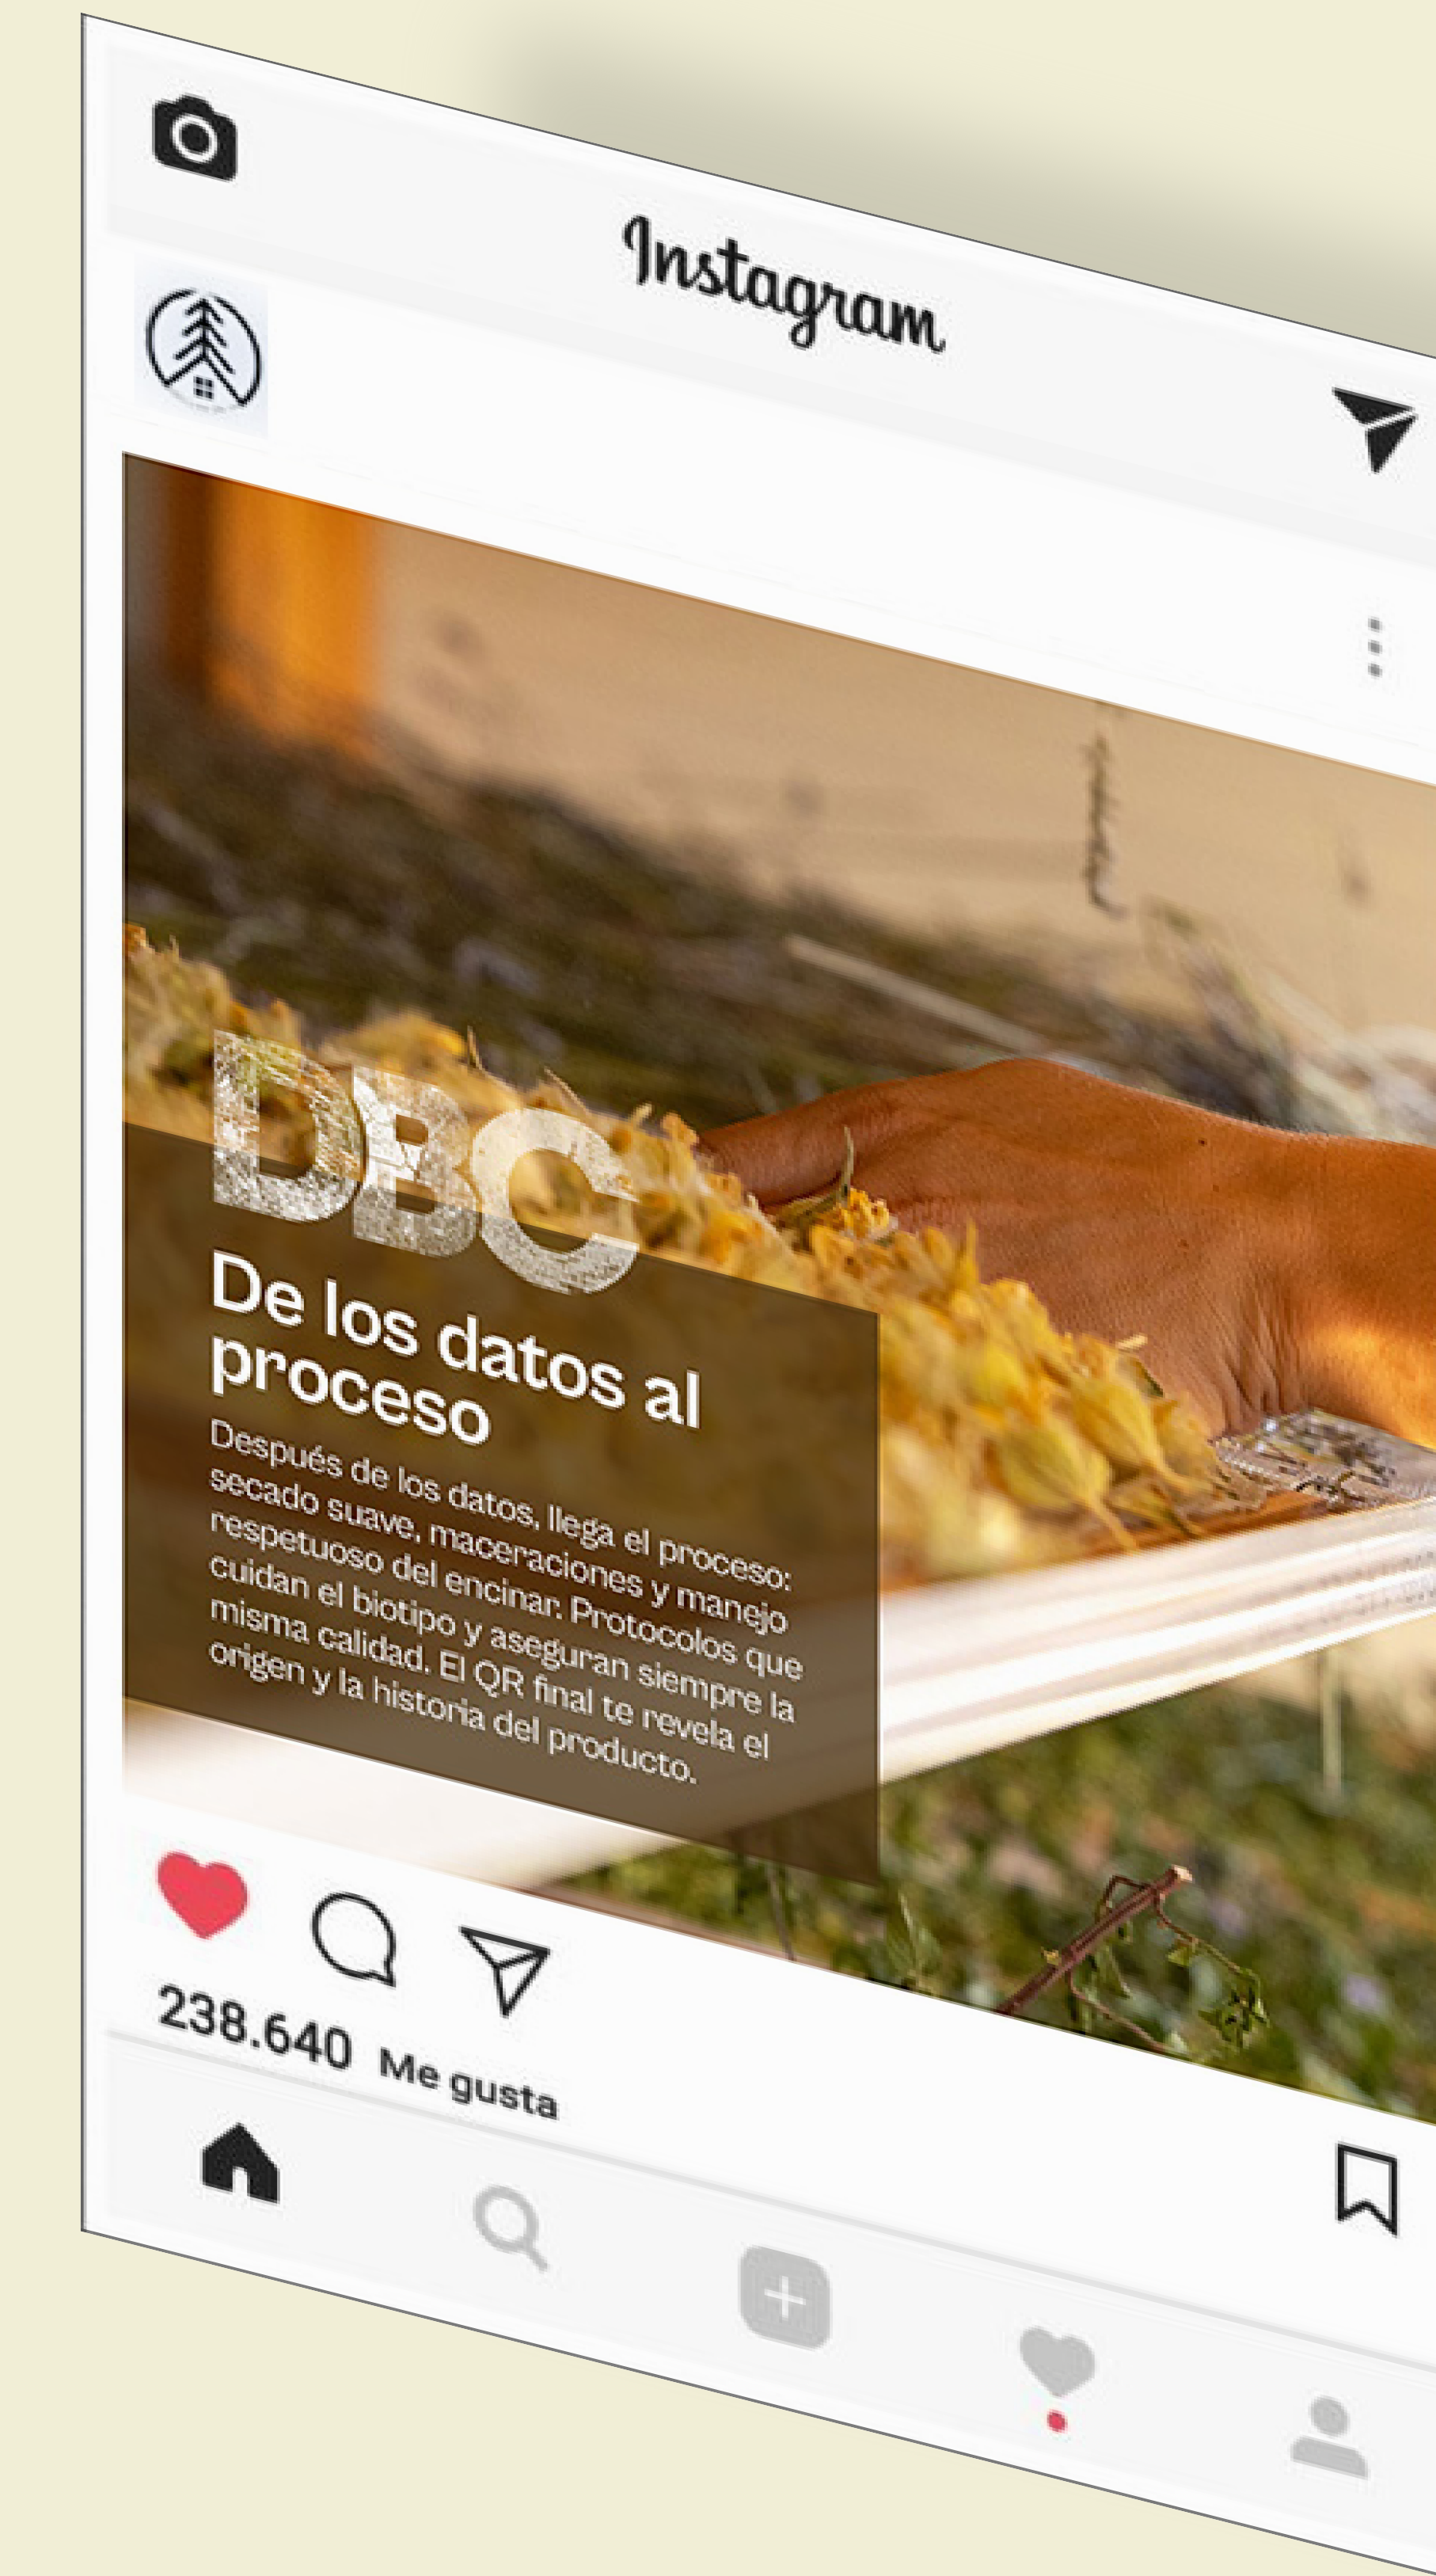 Instagram
DBC
De los datos al
proceso
Después de los datos, llega el proceso:
secado suave, maceraciones y manejo
respetuoso del encinar. Protocolos que
cuidan el biotipo y aseguran siempre la
misma calidad. El QR final te revela el
origen y la historia del producto.
238.640 Me gusta